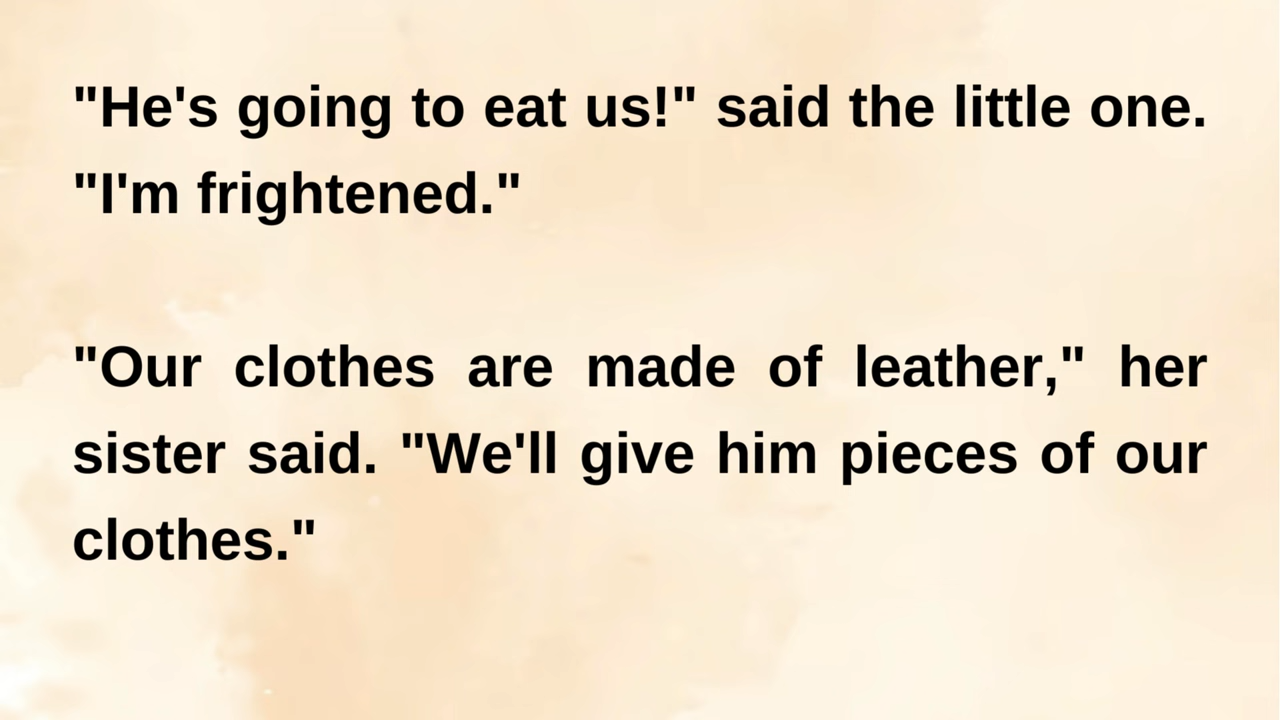 "He's going to eat us!" said the little one.
"I'm frightened."
"Our clothes are made of leather," her
sister said. "We'll give him pieces of our
clothes."